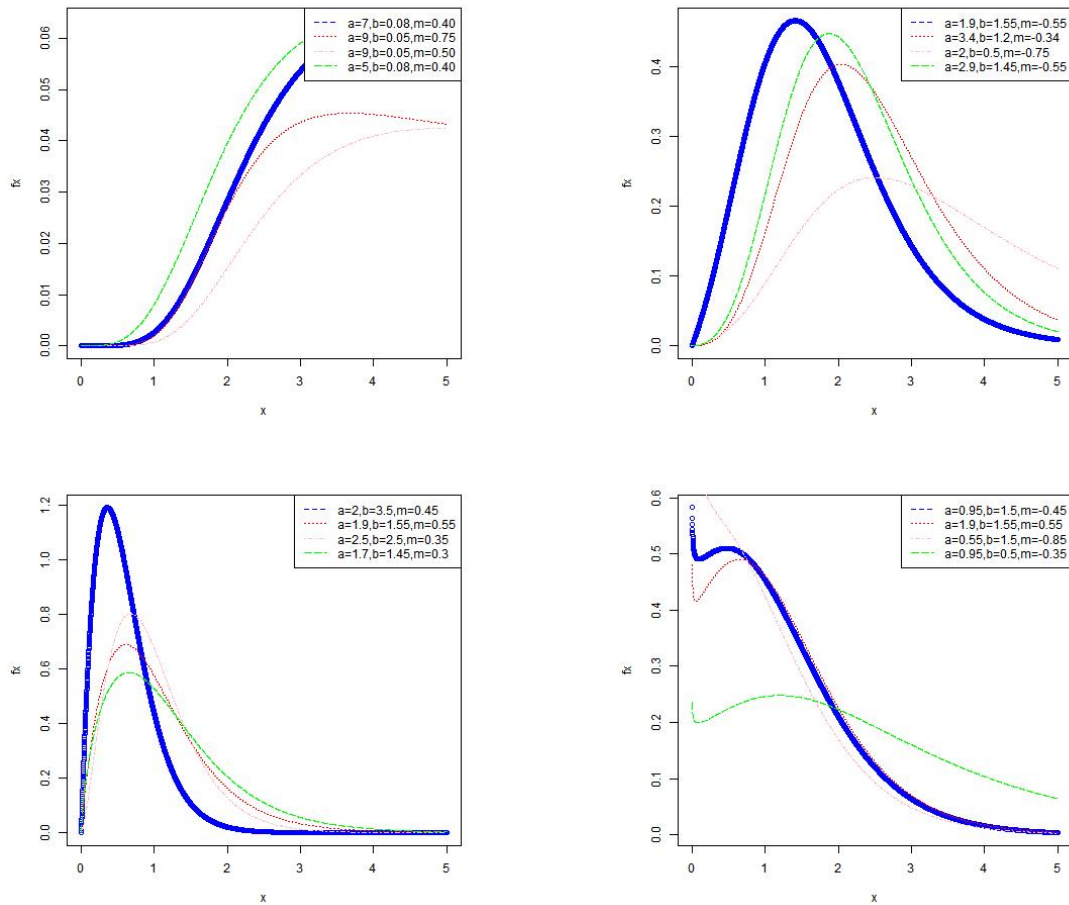 a=7,b=0.08,m=0.40
a=9,b=0.05,m=0.75
a=9,b=0.05,m=0.50
a=5,b=0.08,m=0.40
fx
0.00 0.01 0.02 0.03 0.04 0.05 0.06
0 1 2 3 4 5
x
a=1.9,b=1.55,m=-0.55
a=3.4,b=1.2,m=-0.34
a=2,b=0.5,m=-0.75
a=2.9,b=1.45,m=-0.55
fx
0.0 0.1 0.2 0.3 0.4
0 1 2 3 4 5
x
a=2,b=3.5,m=0.45
a=1.9,b=1.55,m=0.55
a=2.5,b=2.5,m=0.35
a=1.7,b=1.45,m=0.3
fx
0.0 0.2 0.4 0.6 0.8 1.0 1.2
0 1 2 3 4 5
x
a=0.95,b=1.5,m=-0.45
a=1.9,b=1.55,m=0.55
a=0.55,b=1.5,m=-0.85
a=0.95,b=0.5,m=-0.35
fx
0.0 0.1 0.2 0.3 0.4 0.5 0.6
0 1 2 3 4 5
x